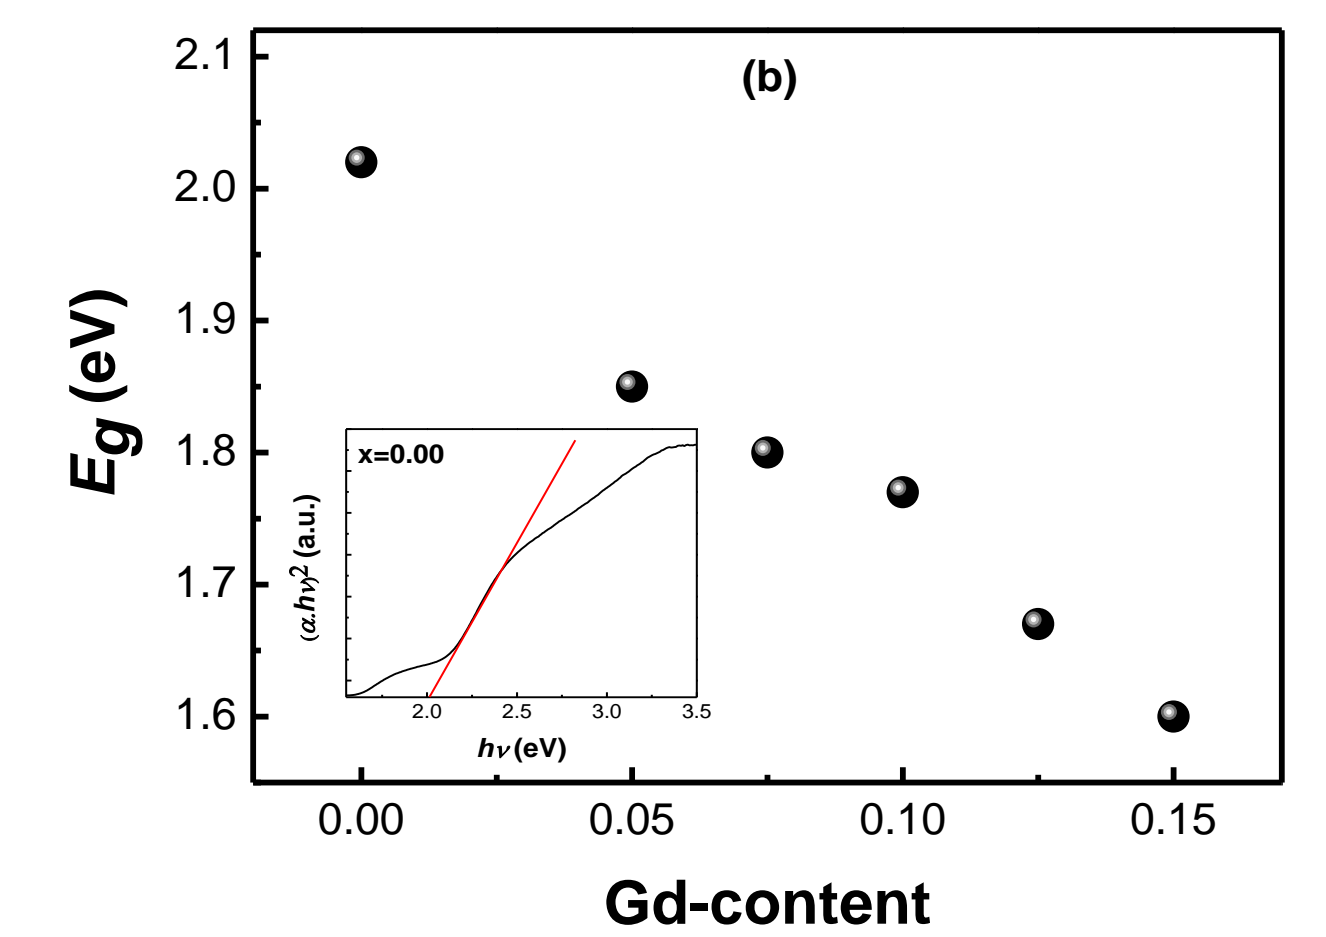 (b)
2.1
2.0
1.9
1.8
1.7
1.6
Eg (eV)
x=0.00
(α.hν)² (a.u.)
2.0 2.5 3.0 3.5
hν (eV)
0.00 0.05 0.10 0.15
Gd-content